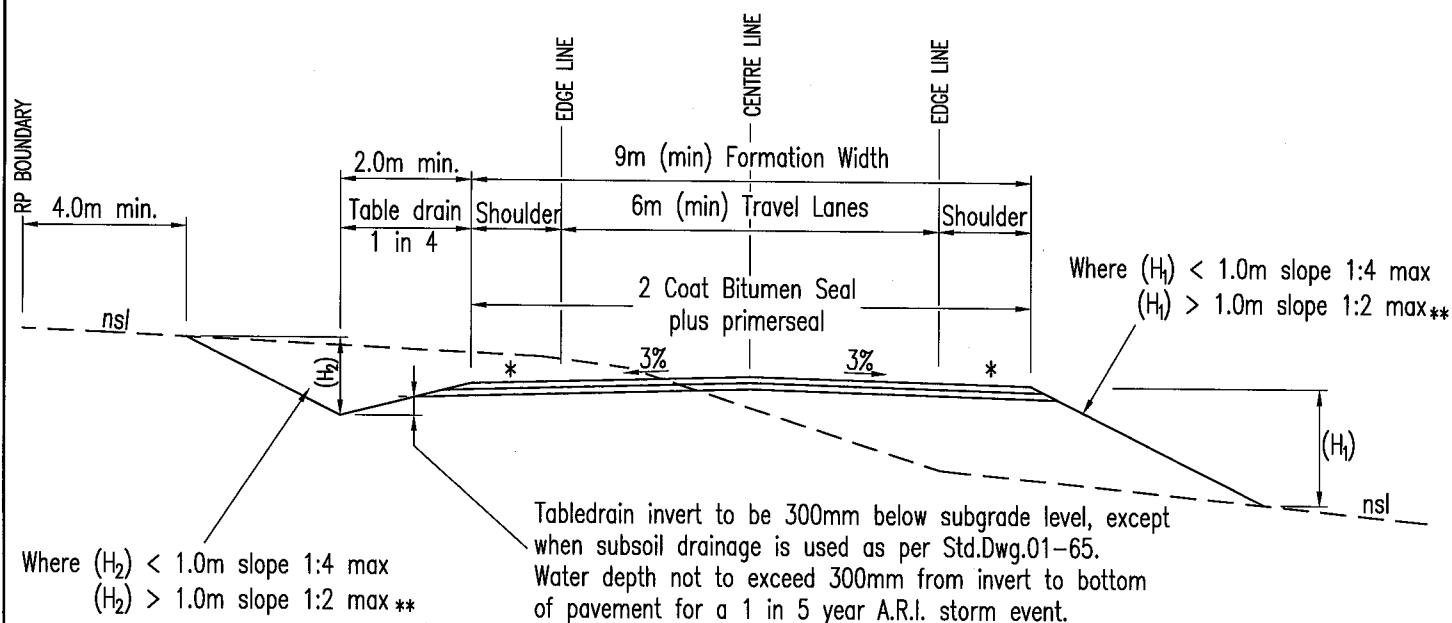 RP BOUNDARY
EDGE LINE
CENTRE LINE
EDGE LINE
4.0m min.
2.0m min.
9m (min) Formation Width
Table drain
1 in 4
Shoulder
6m (min) Travel Lanes
Shoulder
2 Coat Bitumen Seal
plus primerseal
Where (H₁) < 1.0m slope 1:4 max
(H₁) > 1.0m slope 1:2 max**
nsl
(H₂)
*
3%
3%
*
(H₁)
nsl
Tabledrain invert to be 300mm below subgrade level, except
when subsoil drainage is used as per Std.Dwg.01-65.
Water depth not to exceed 300mm from invert to bottom
of pavement for a 1 in 5 year A.R.I. storm event.
Where (H₂) < 1.0m slope 1:4 max
(H₂) > 1.0m slope 1:2 max**